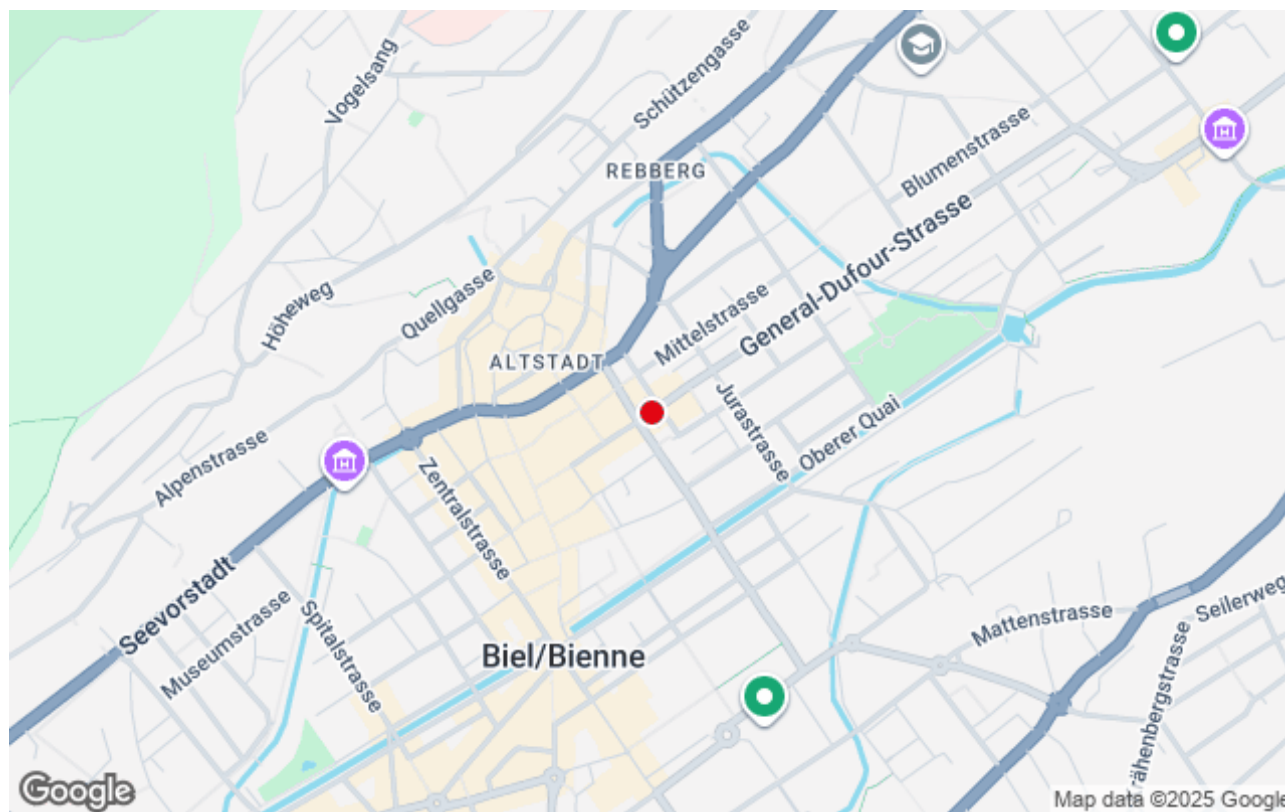 Vogelsang
Schützengasse
REBBERG
Blumenstrasse
General-Dufour-Strasse
Höheweg
Quellgasse
Mittelstrasse
ALTSTADT
Jurastrasse
Oberer Quai
Alpenstrasse
Zentralstrasse
Seevorstadt
Museumstrasse
Spitalstrasse
Biel/Bienne
Mattenstrasse
Seilerweg
ähenbergstrasse
Google
Map data ©2025 Google